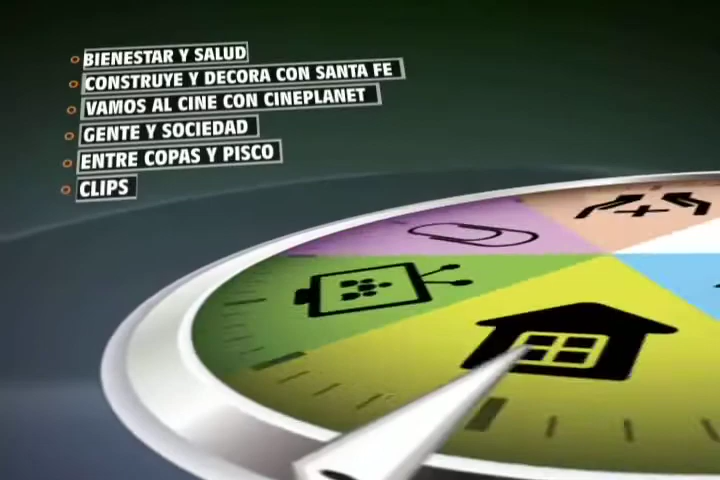 BIENESTAR Y SALUD
CONSTRUYE Y DECORA CON SANTA FE
VAMOS AL CINE CON CINEPLANET
GENTE Y SOCIEDAD
ENTRE COPAS Y PISCO
CLIPS